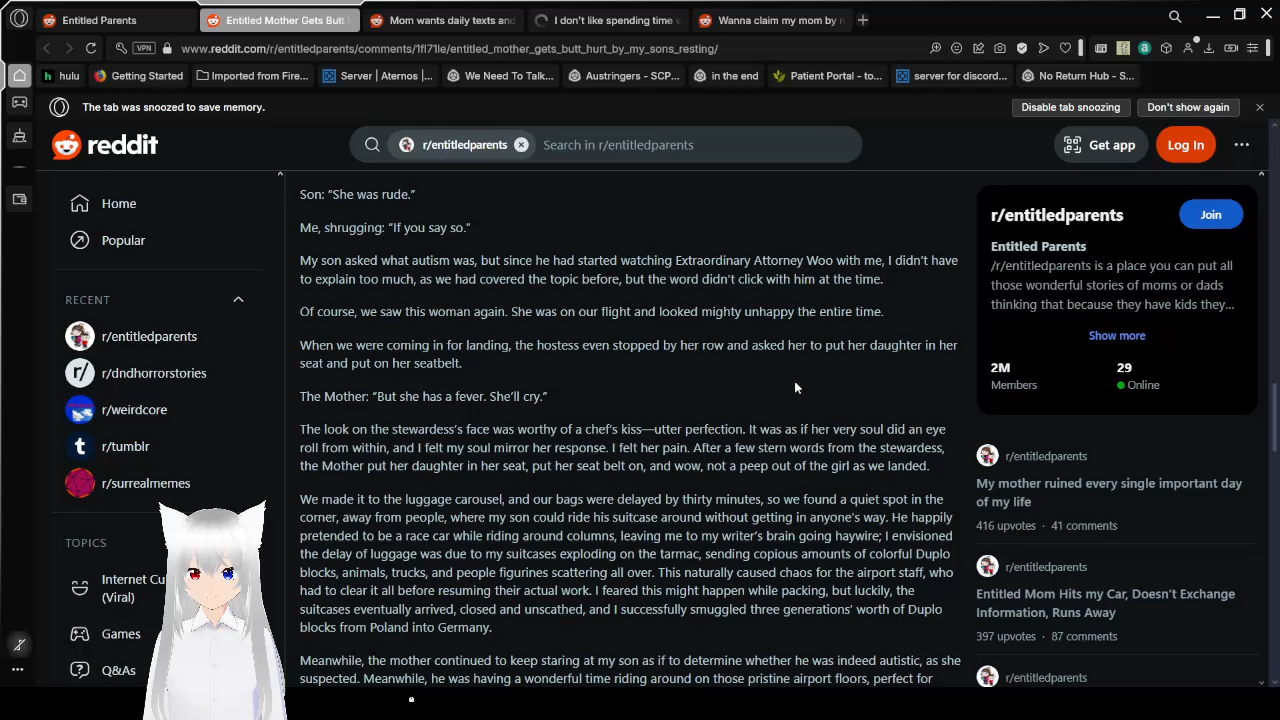 Entitled Parents
Entitled Mother Gets Butt
Mom wants daily texts and
I don't like spending time
Wanna claim my mom by m
VPN
www.reddit.com/r/entitledparents/comments/1fl71le/entitled_mother_gets_butt_hurt_by_my_sons_resting/
hulu
Getting Started
Imported from Fire...
Server | Aternos |...
We Need To Talk...
Austringers - SCP...
in the end
Patient Portal - to...
server for discord...
No Return Hub - S...
The tab was snoozed to save memory.
Disable tab snoozing
Don't show again
reddit
r/entitledparents
Search in r/entitledparents
Get app
Log In
Home
Popular
RECENT
r/entitledparents
r/dndhorrorstories
r/weirdcore
r/tumblr
r/surrealmemes
TOPICS
Internet Cu
(Viral)
Games
Q&As
Son: “She was rude.”
Me, shrugging: “If you say so.”
My son asked what autism was, but since he had started watching Extraordinary Attorney Woo with me, I didn’t have
to explain too much, as we had covered the topic before, but the word didn’t click with him at the time.
Of course, we saw this woman again. She was on our flight and looked mighty unhappy the entire time.
When we were coming in for landing, the hostess even stopped by her row and asked her to put her daughter in her
seat and put on her seatbelt.
The Mother: “But she has a fever. She’ll cry.”
The look on the stewardess’s face was worthy of a chef’s kiss—utter perfection. It was as if her very soul did an eye
roll from within, and I felt my soul mirror her response. I felt her pain. After a few stern words from the stewardess,
the Mother put her daughter in her seat, put her seat belt on, and wow, not a peep out of the girl as we landed.
We made it to the luggage carousel, and our bags were delayed by thirty minutes, so we found a quiet spot in the
corner, away from people, where my son could ride his suitcase around without getting in anyone’s way. He happily
pretended to be a race car while riding around columns, leaving me to my writer’s brain going haywire; I envisioned
the delay of luggage was due to my suitcases exploding on the tarmac, sending copious amounts of colorful Duplo
blocks, animals, trucks, and people figurines scattering all over. This naturally caused chaos for the airport staff, who
had to clear it all before resuming their actual work. I feared this might happen while packing, but luckily, the
suitcases eventually arrived, closed and unscathed, and I successfully smuggled three generations’ worth of Duplo
blocks from Poland into Germany.
Meanwhile, the mother continued to keep staring at my son as if to determine whether he was indeed autistic, as she
suspected. Meanwhile, he was having a wonderful time riding around on those pristine airport floors, perfect for
r/entitledparents
Join
Entitled Parents
/r/entitledparents is a place you can put all
those wonderful stories of moms or dads
thinking that because they have kids they...
Show more
2M
Members
29
Online
r/entitledparents
My mother ruined every single important day
of my life
416 upvotes · 41 comments
r/entitledparents
Entitled Mom Hits my Car, Doesn’t Exchange
Information, Runs Away
397 upvotes · 87 comments
r/entitledparents